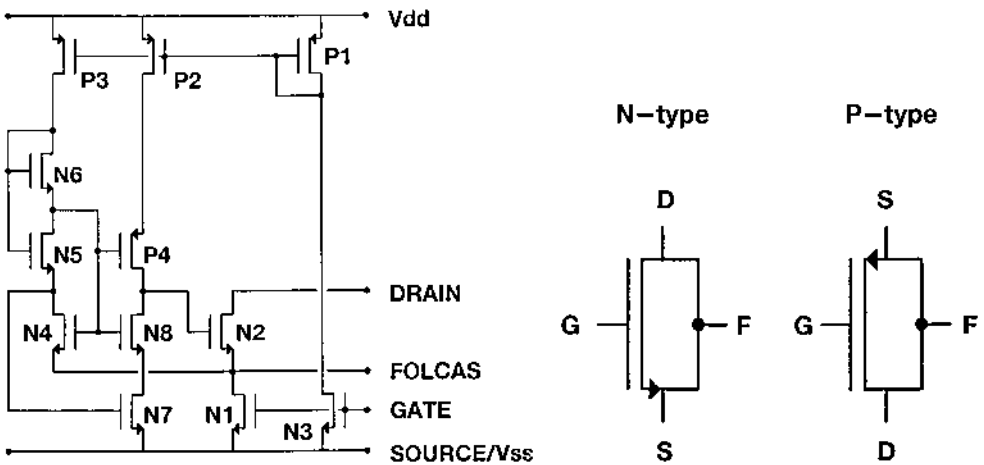 Vdd
P3
P2
P1
N6
N5
P4
DRAIN
N4
N8
N2
FOLCAS
N7
N1
N3
GATE
SOURCE/Vss
N-type
P-type
D
S
G
F
G
F
S
D